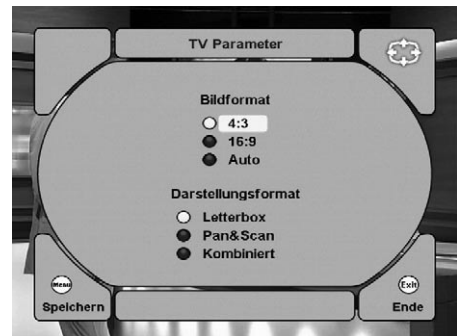 TV Parameter
Bildformat
4:3
16:9
Auto
Darstellungsformat
Letterbox
Pan&Scan
Kombiniert
Menu
Exit
Speichern
Ende